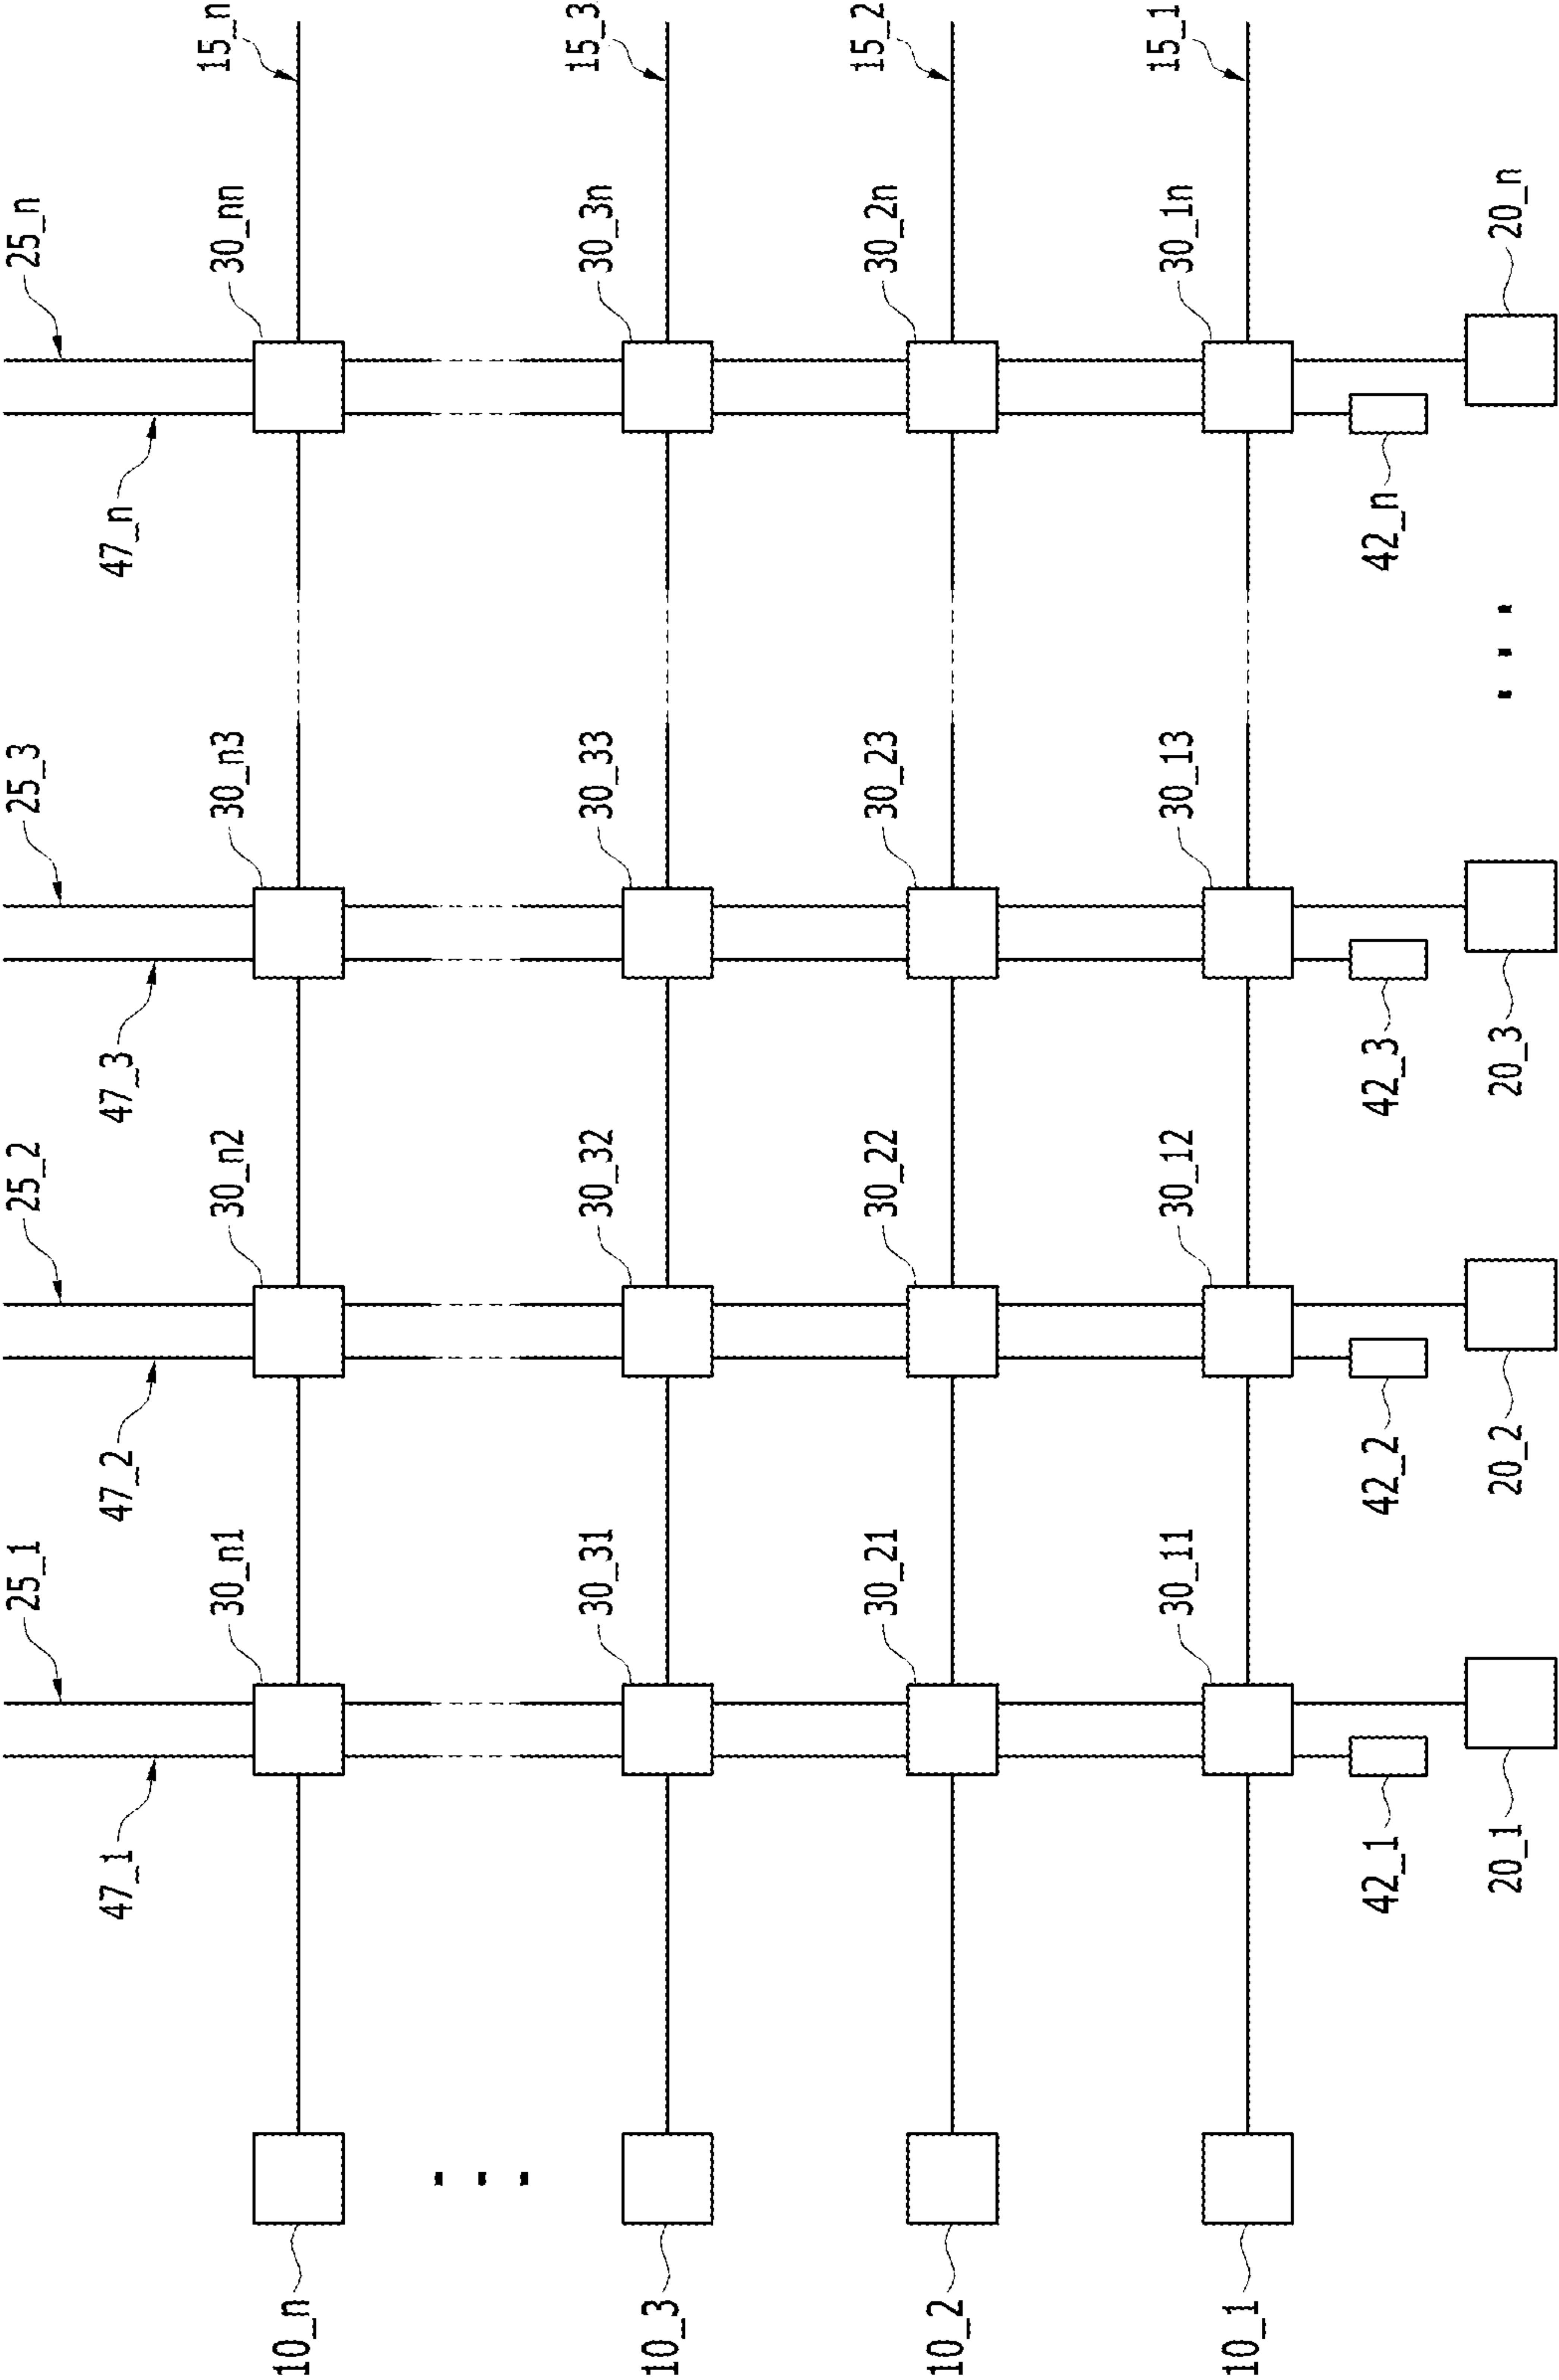 25_1 25_2 25_3 25_n
47_1 47_2 47_3 47_n
30_n1 30_n2 30_n3 30_nn 15_n
10_n
30_31 30_32 30_33 30_3n 15_3
10_3
30_21 30_22 30_23 30_2n 15_2
10_2
30_11 30_12 30_13 30_1n 15_1
10_1
42_1 42_2 42_3 42_n
20_1 20_2 20_3 20_n